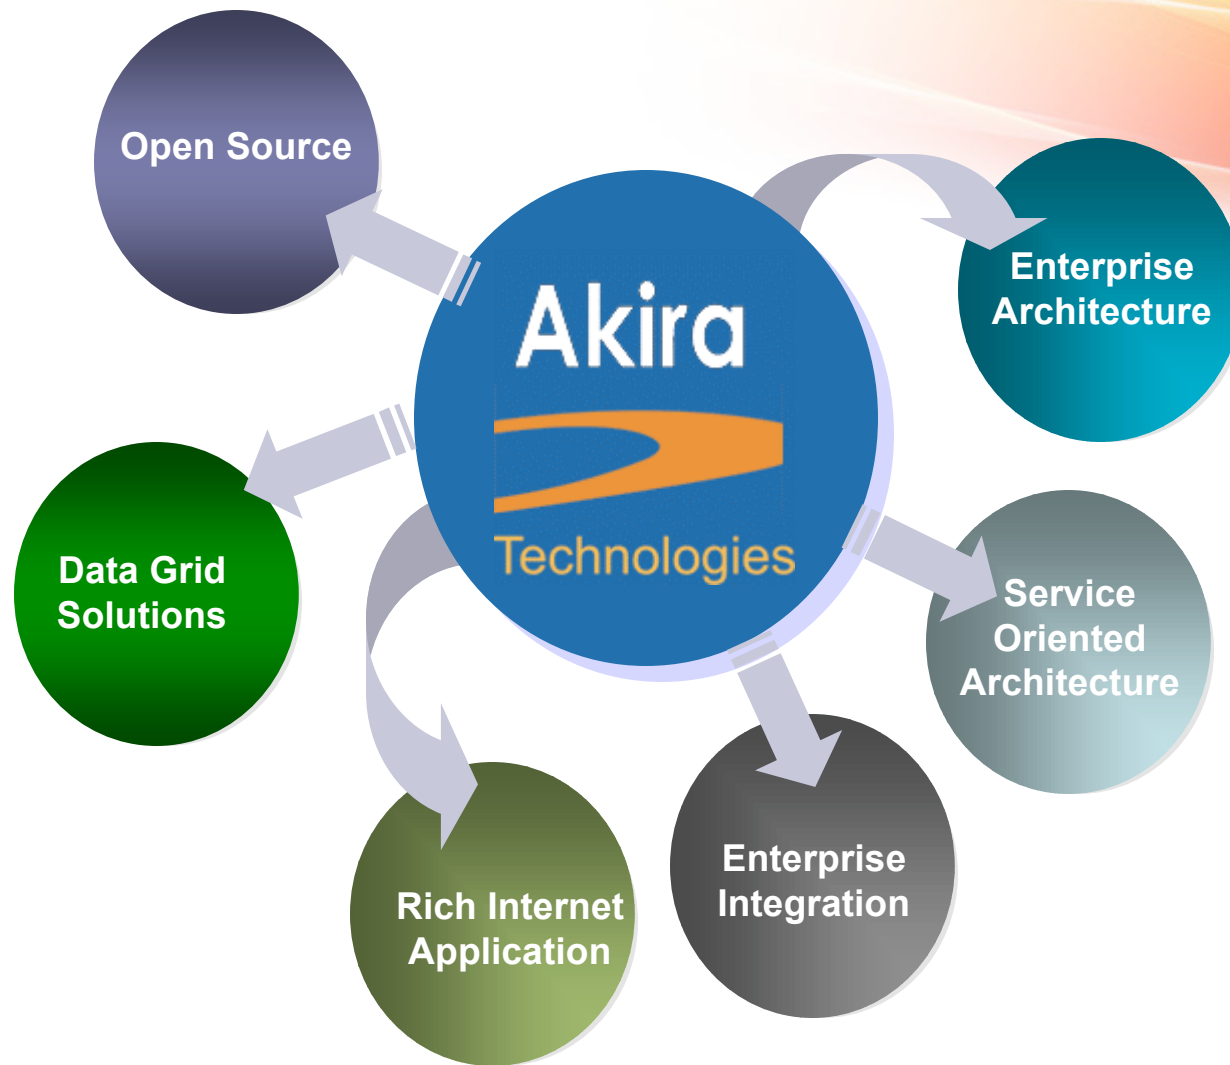 Open Source
Enterprise
Architecture
Akira
Technologies
Data Grid
Solutions
Service
Oriented
Architecture
Enterprise
Integration
Rich Internet
Application